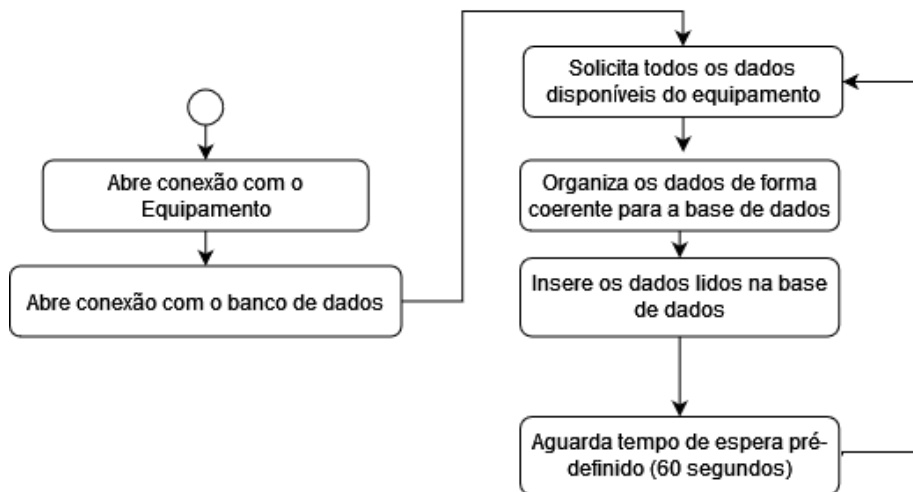 Abre conexão com o
Equipamento
Abre conexão com o banco de dados
Solicita todos os dados
disponíveis do equipamento
Organiza os dados de forma
coerente para a base de dados
Insere os dados lidos na base
de dados
Aguarda tempo de espera pré-
definido (60 segundos)